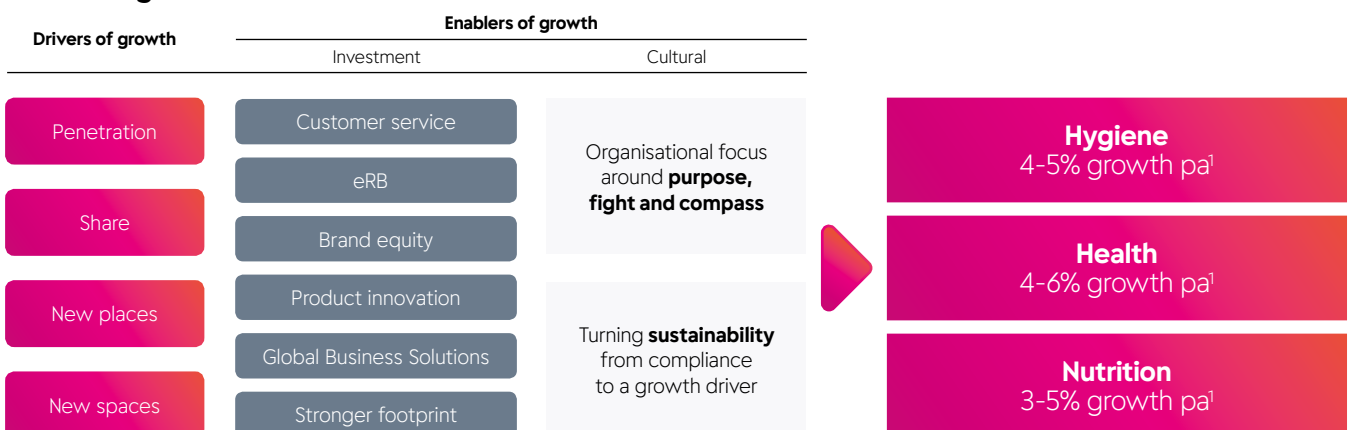 Drivers of growth
Enablers of growth
Investment
Cultural
Penetration
Share
New places
New spaces
Customer service
eRB
Brand equity
Product innovation
Global Business Solutions
Stronger footprint
Organisational focus
around purpose,
fight and compass
Turning sustainability
from compliance
to a growth driver
Hygiene
4-5% growth pa¹
Health
4-6% growth pa¹
Nutrition
3-5% growth pa¹